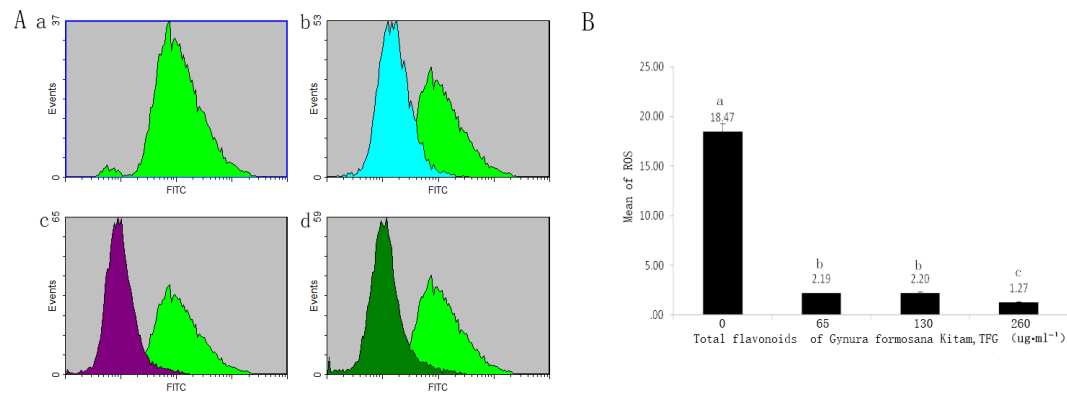 A a
37
Events
0
FITC
b
53
Events
0
FITC
c
65
Events
0
FITC
d
59
Events
0
FITC
B
25.00
20.00
15.00
10.00
5.00
.00
Mean of ROS
a
18.47
b
2.19
b
2.20
c
1.27
0 65 130 260
Total flavonoids of Gynura formosana Kitam,TFG (ug·ml⁻¹)